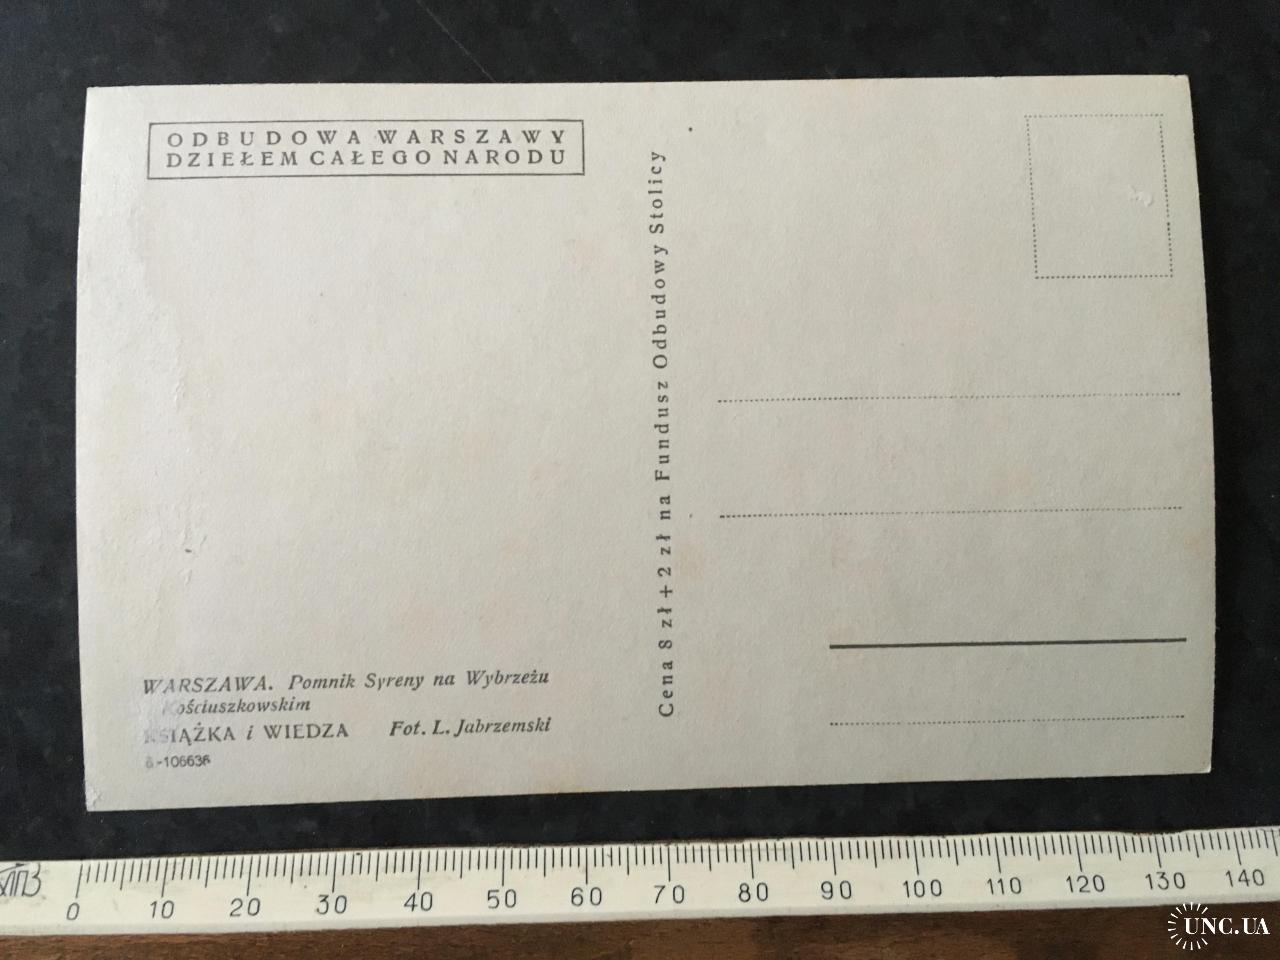 ODBUDOWA WARSZAWY
DZIEŁEM CAŁEGO NARODU
Cena 8 zł + 2 zł na Fundusz Odbudowy Stolicy
WARSZAWA. Pomnik Syreny na Wybrzeżu
Kościuszkowskim
KSIĄŻKA i WIEDZA Fot. L. Jabrzemski
6-106636
0 10 20 30 40 50 60 70 80 90 100 110 120 130 140
UNC.UA